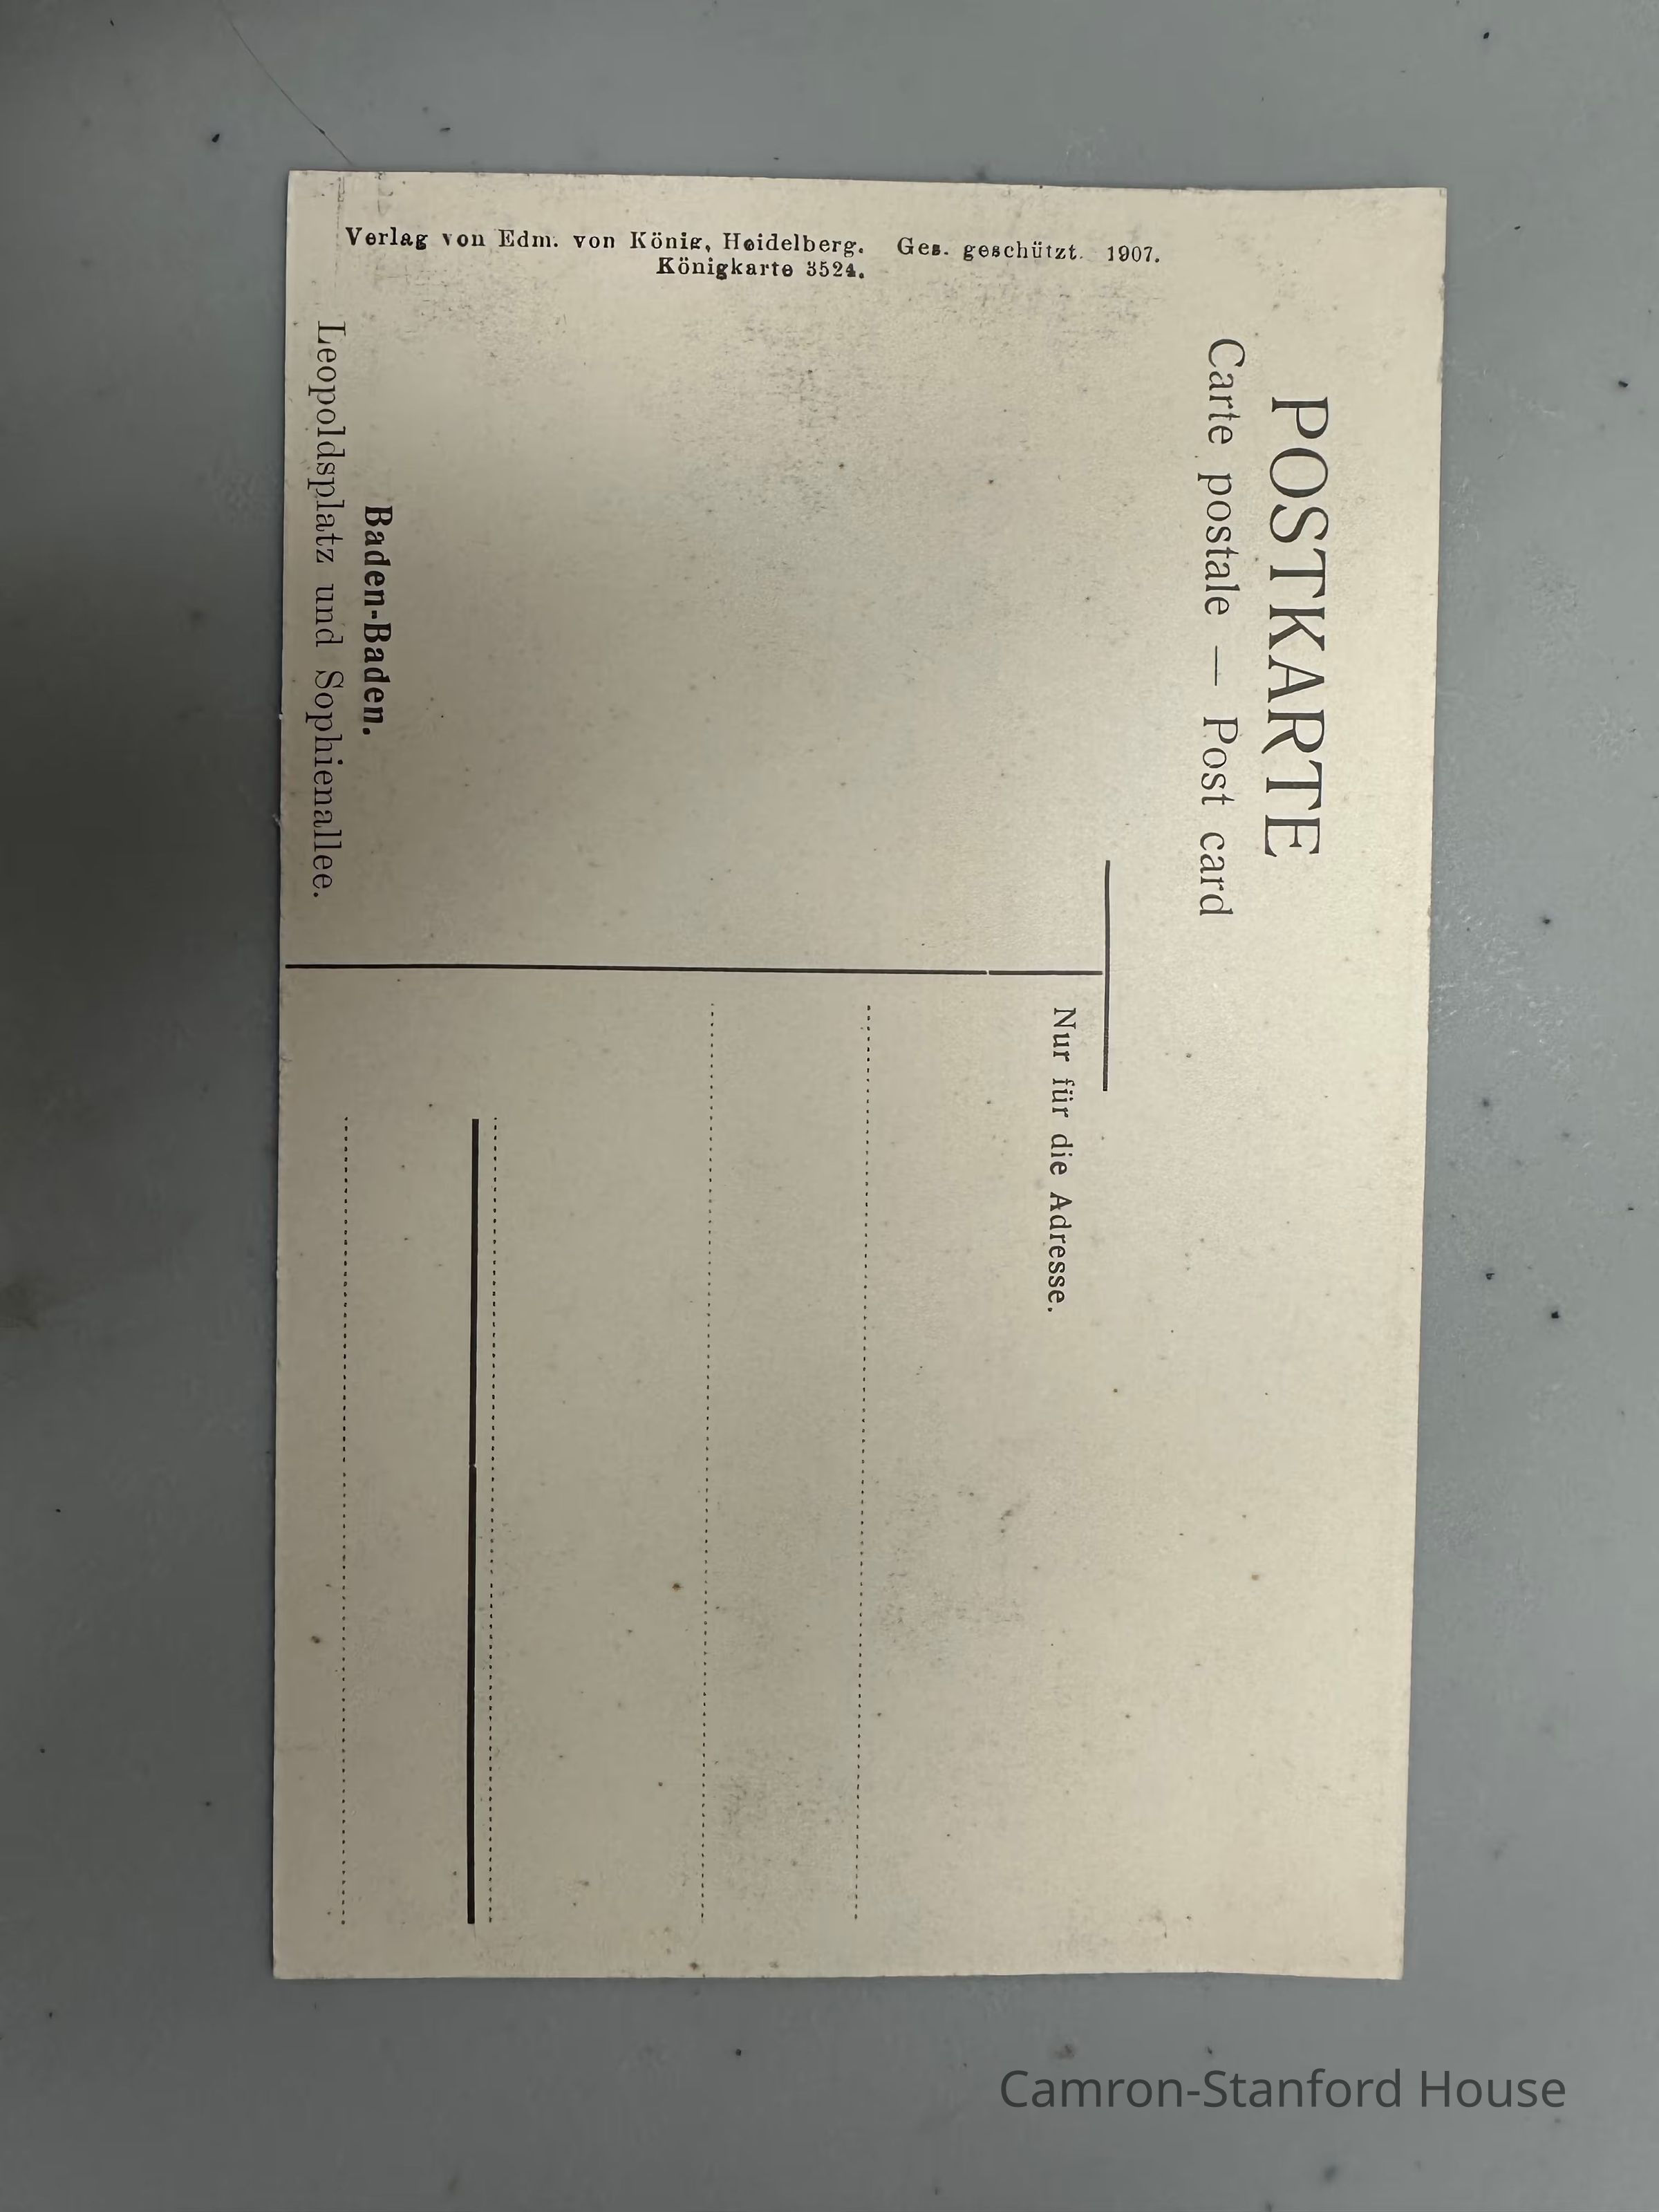 POSTKARTE
Carte postale — Post card
Verlag von Edm. von König, Heidelberg. Ges. geschützt. 1907.
Königkarte 3524.
Nur für die Adresse.
Baden-Baden.
Leopoldsplatz und Sophienallee.
Camron-Stanford House